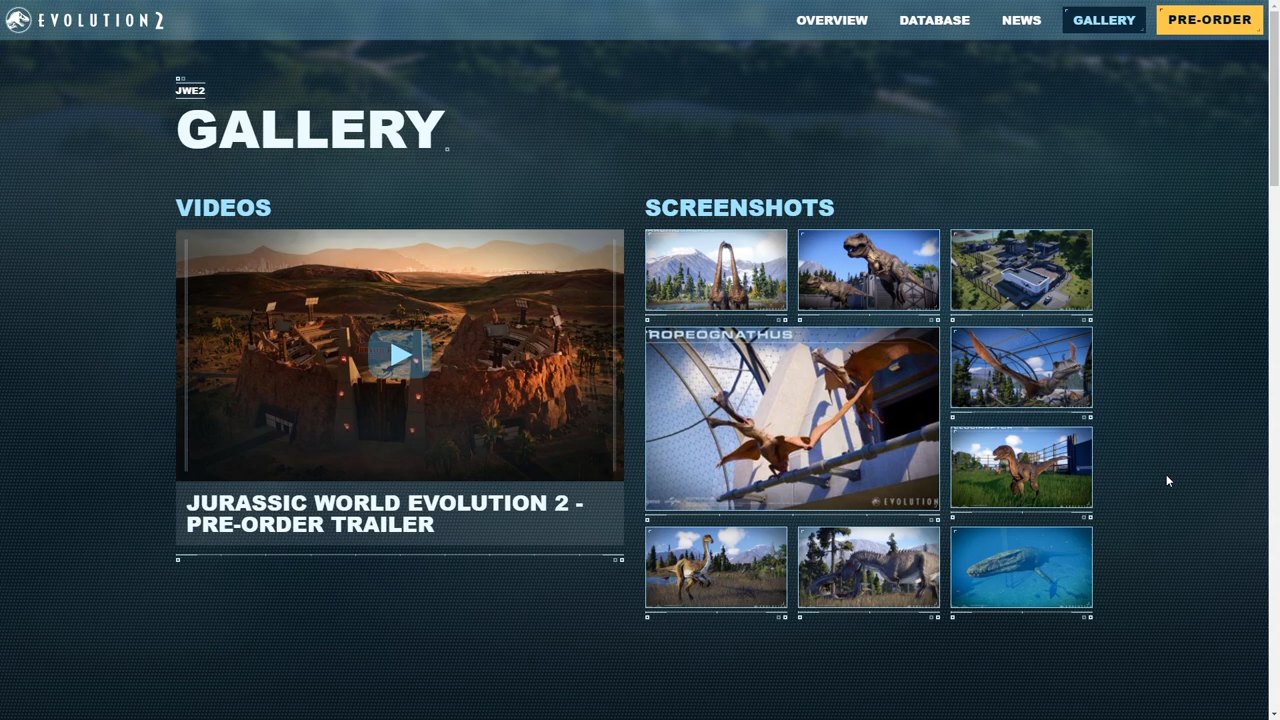 EVOLUTION 2
OVERVIEW
DATABASE
NEWS
GALLERY
PRE-ORDER
JWE2
GALLERY
VIDEOS
SCREENSHOTS
ROPEOGNATHUS
EVOLUTION
JURASSIC WORLD EVOLUTION 2 -
PRE-ORDER TRAILER